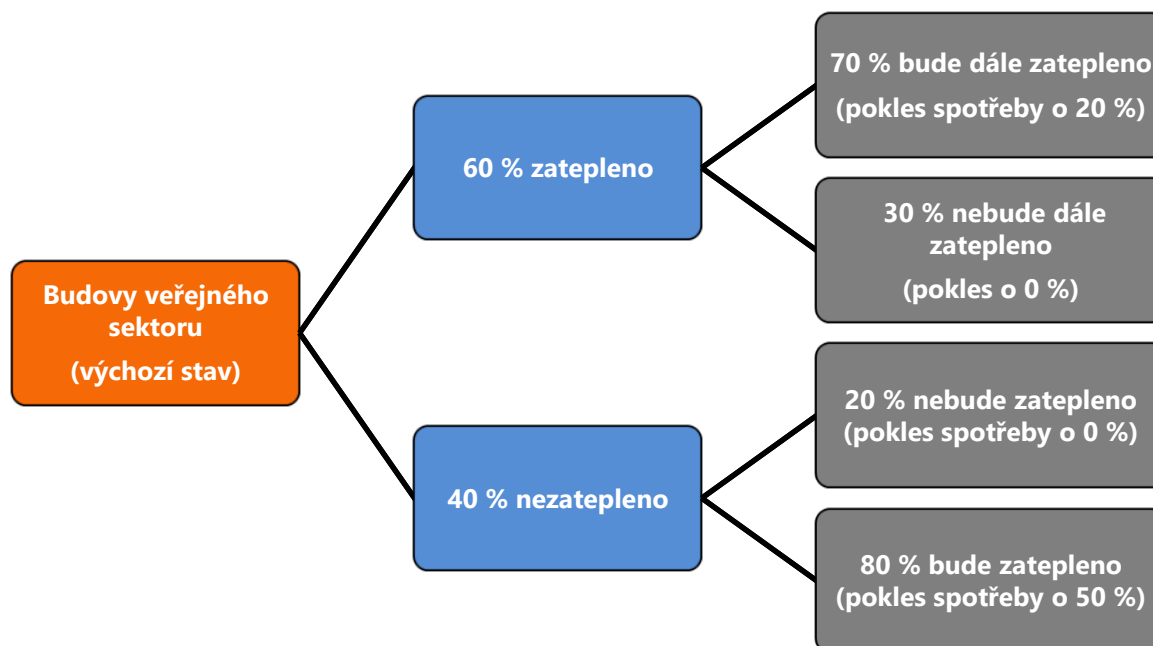 Budovy veřejného
sektoru
(výchozí stav)
60 % zatepleno
40 % nezatepleno
70 % bude dále zatepleno
(pokles spotřeby o 20 %)
30 % nebude dále
zatepleno
(pokles o 0 %)
20 % nebude zatepleno
(pokles spotřeby o 0 %)
80 % bude zatepleno
(pokles spotřeby o 50 %)